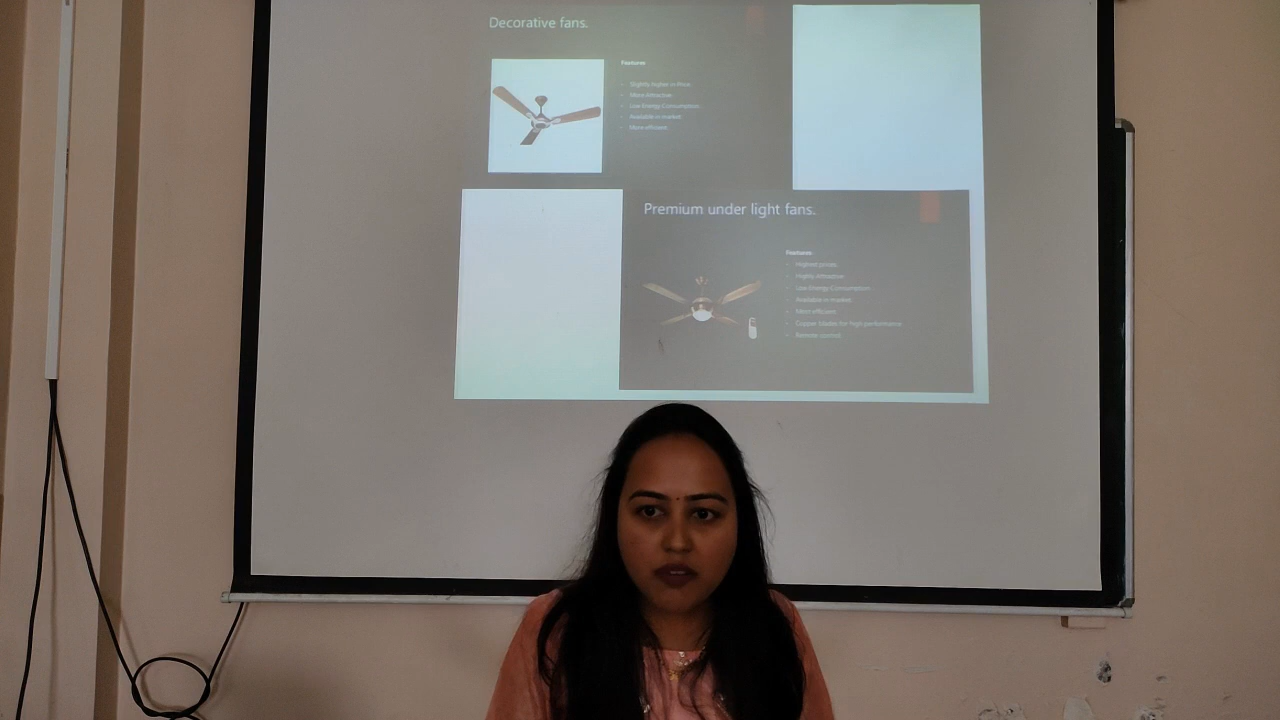 Decorative fans.
Features
Slightly higher in Price.
More Attractive
Low-Energy Consumption.
Available in market
More efficient
Premium under light fans.
Features
Highest prices.
Highly Attractive
Low-Energy Consumption
Available in market
Most efficient
Copper Model for high performance
Remote control